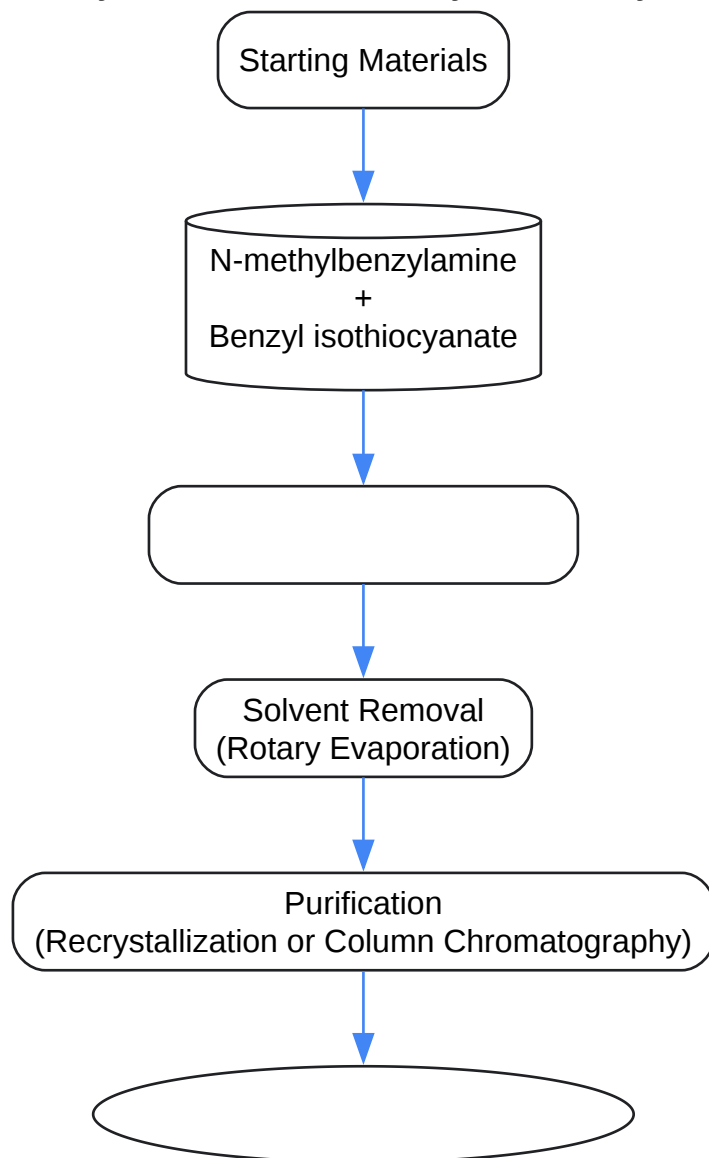 Starting Materials
N-methylbenzylamine
+
Benzyl isothiocyanate
Solvent Removal
(Rotary Evaporation)
Purification
(Recrystallization or Column Chromatography)